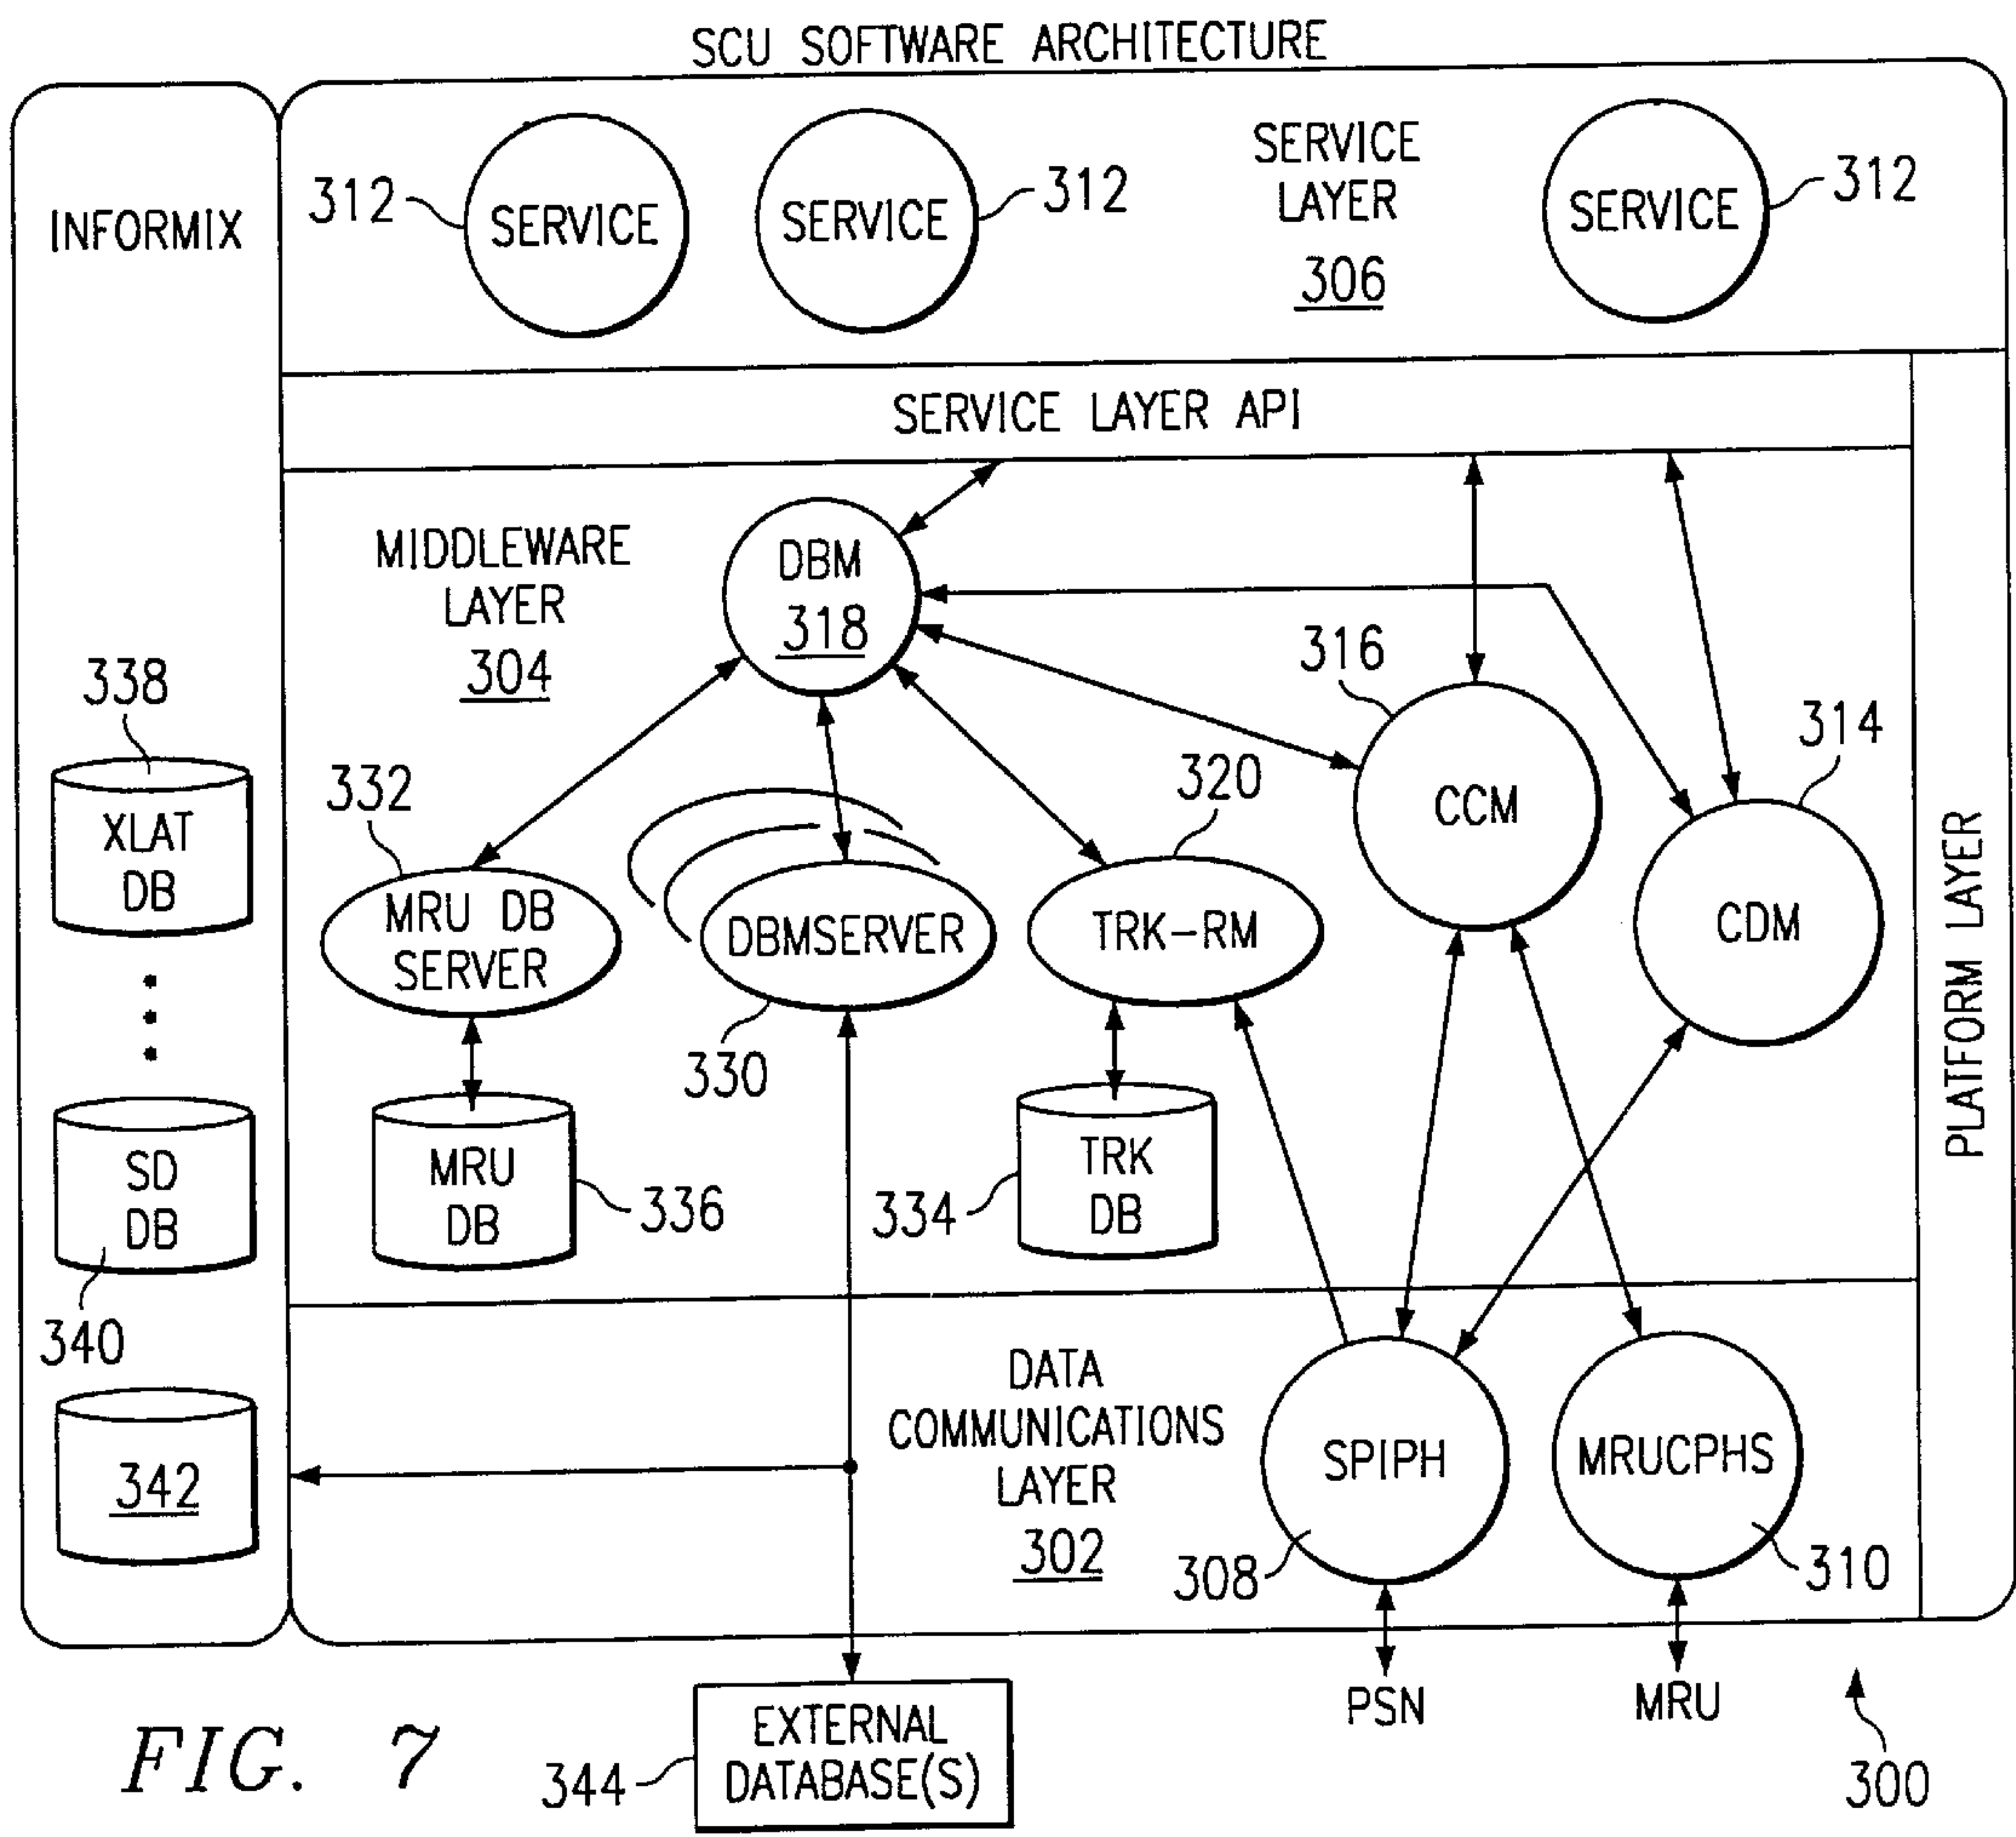 SCU SOFTWARE ARCHITECTURE
INFORMIX
312
SERVICE
SERVICE
312
SERVICE
LAYER
306
SERVICE
312
SERVICE LAYER API
PLATFORM LAYER
MIDDLEWARE
LAYER
304
DBM
318
316
CCM
314
CDM
338
XLAT
DB
332
MRU DB
SERVER
DBMSERVER
330
320
TRK-RM
SD
DB
340
MRU
DB
336
334
TRK
DB
342
DATA
COMMUNICATIONS
LAYER
302
SPIPH
308
MRUCPHS
310
PSN
MRU
300
EXTERNAL
DATABASE(S)
344
FIG. 7